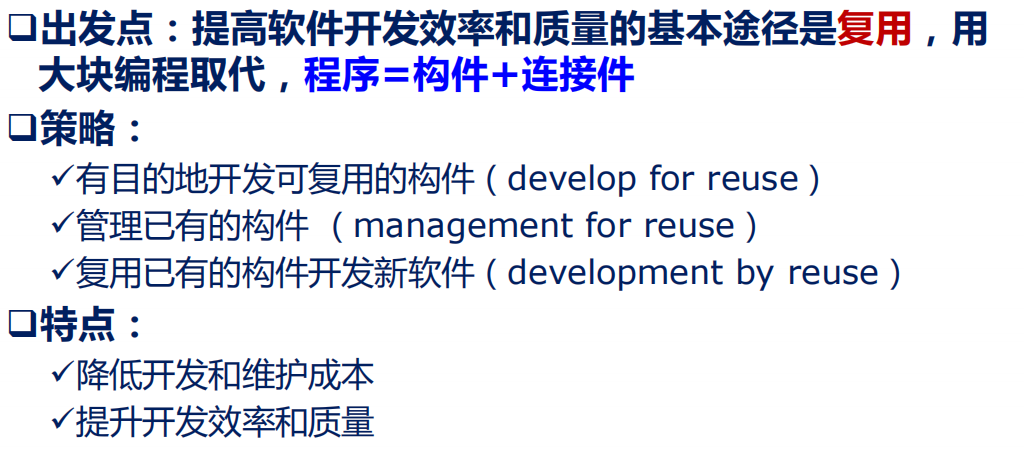 ❑出发点：提高软件开发效率和质量的基本途径是复用，用
大块编程取代，程序=构件+连接件
❑策略：
✓有目的地开发可复用的构件（develop for reuse）
✓管理已有的构件 （management for reuse）
✓复用已有的构件开发新软件（development by reuse）
❑特点：
✓降低开发和维护成本
✓提升开发效率和质量